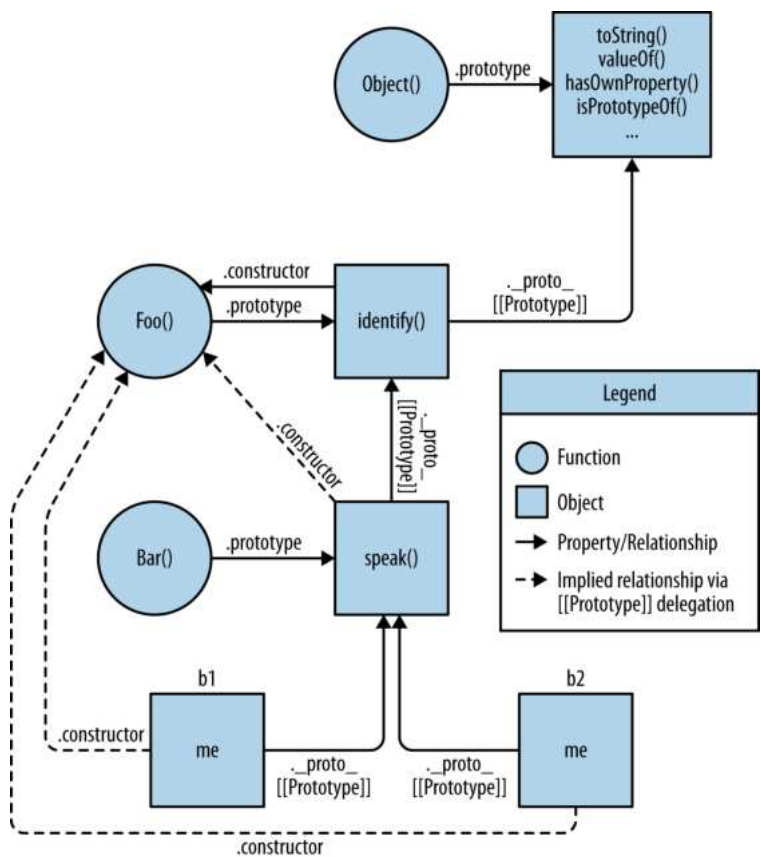 Object()
.prototype
toString()
valueOf()
hasOwnProperty()
isPrototypeOf()
...
Foo()
.constructor
.prototype
identify()
._proto_
[[Prototype]]
.constructor
._proto_
[[Prototype]]
Legend
Function
Object
Property/Relationship
Implied relationship via
[[Prototype]] delegation
Bar()
.prototype
speak()
b1
me
.constructor
._proto_
[[Prototype]]
b2
me
._proto_
[[Prototype]]
.constructor